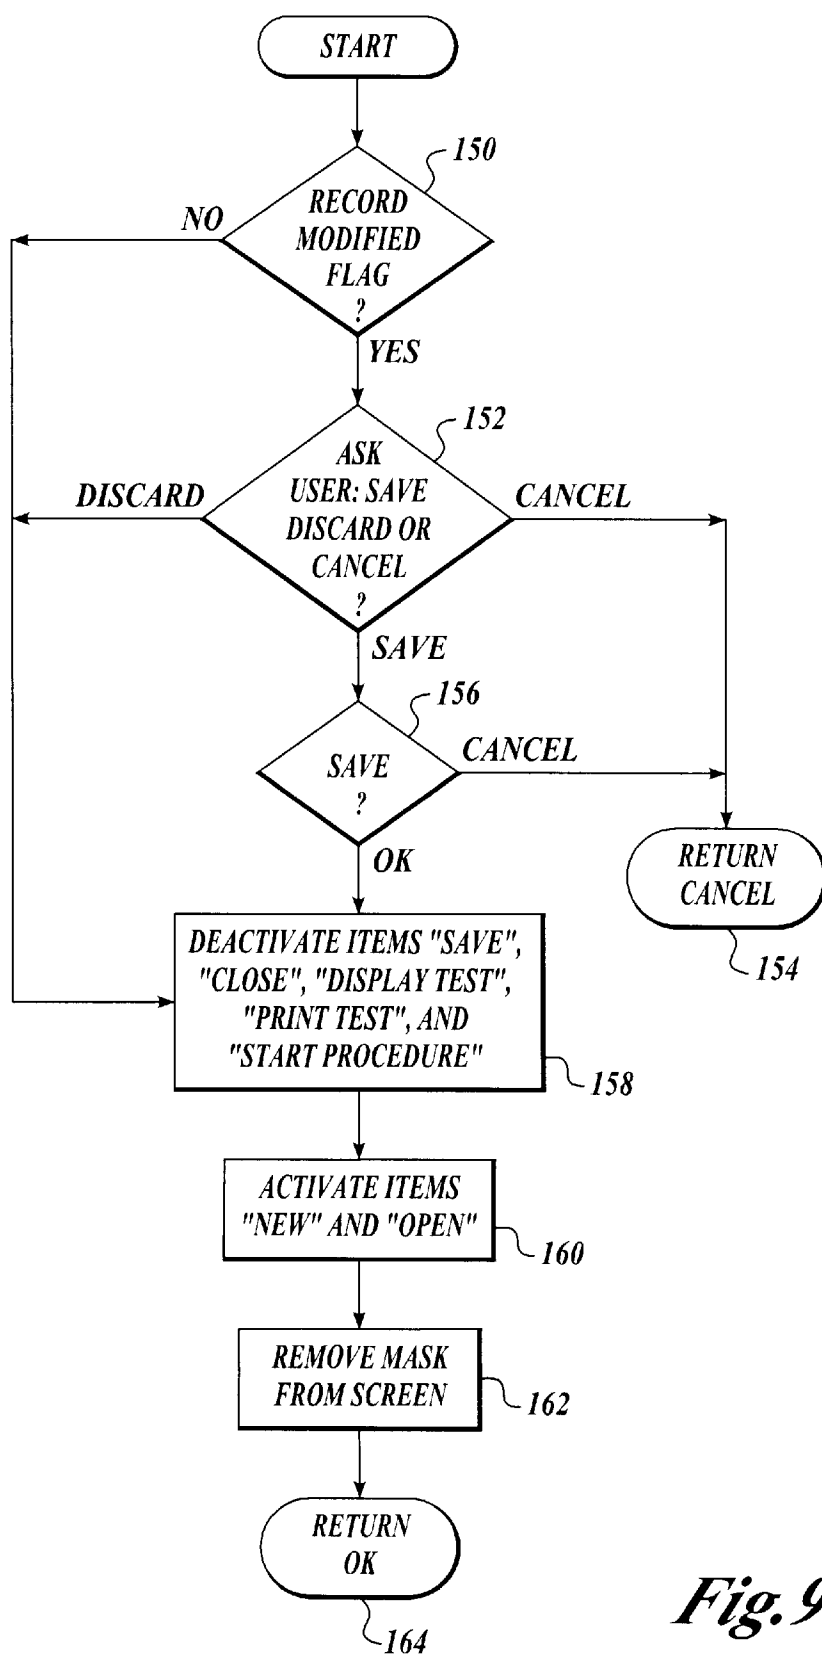 START
150
RECORD
MODIFIED
FLAG
?
NO
YES
152
ASK
USER: SAVE
DISCARD OR
CANCEL
?
DISCARD
CANCEL
SAVE
156
SAVE
?
CANCEL
OK
RETURN
CANCEL
154
DEACTIVATE ITEMS "SAVE",
"CLOSE", "DISPLAY TEST",
"PRINT TEST", AND
"START PROCEDURE"
158
ACTIVATE ITEMS
"NEW" AND "OPEN"
160
REMOVE MASK
FROM SCREEN
162
RETURN
OK
164
Fig. 9